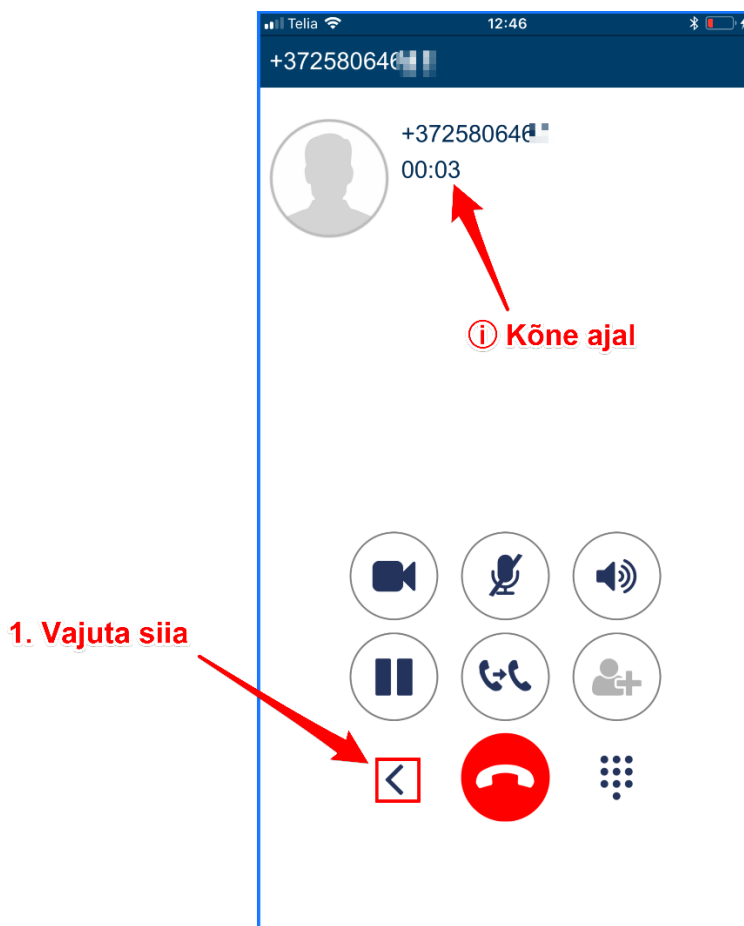 Telia 12:46
+37258064
+37258064
00:03
ⓘ Kõne ajal
1. Vajuta siia